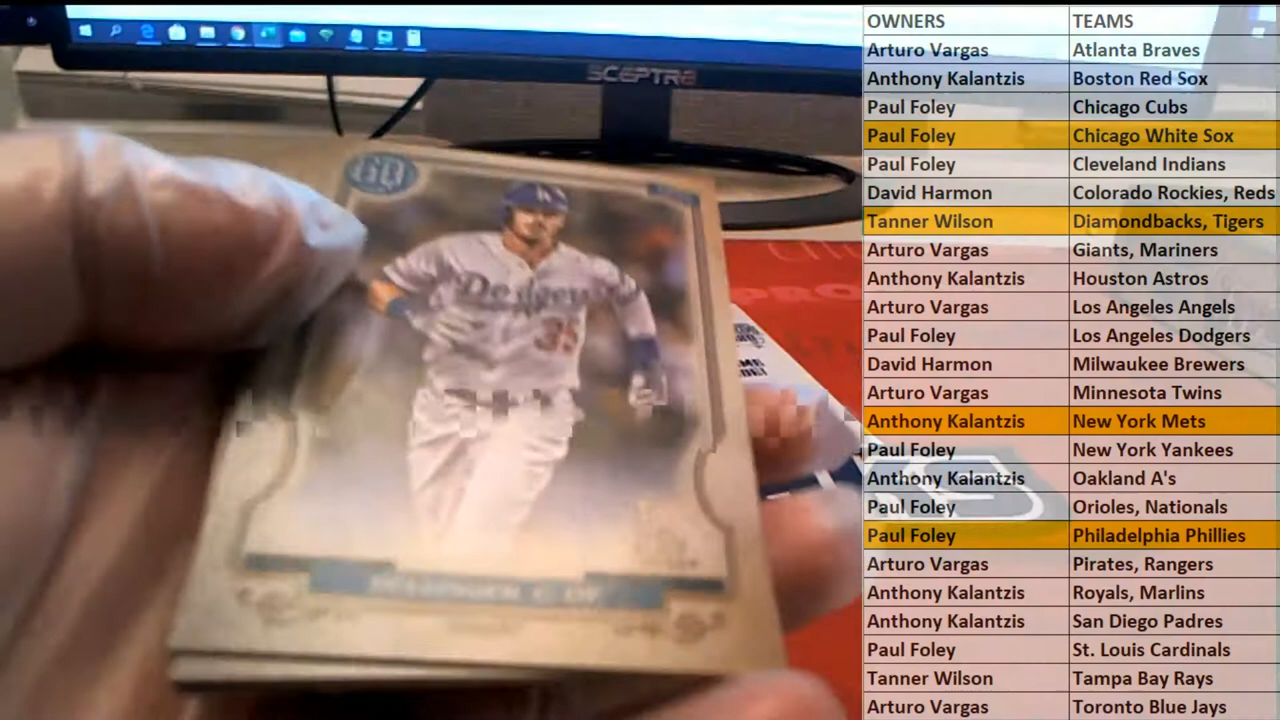 SCEPTRE
GQ
Dodgers
35
BELLINGER
OF
PRO
OWNERS TEAMS
Arturo Vargas Atlanta Braves
Anthony Kalantzis Boston Red Sox
Paul Foley Chicago Cubs
Paul Foley Chicago White Sox
Paul Foley Cleveland Indians
David Harmon Colorado Rockies, Reds
Tanner Wilson Diamondbacks, Tigers
Arturo Vargas Giants, Mariners
Anthony Kalantzis Houston Astros
Arturo Vargas Los Angeles Angels
Paul Foley Los Angeles Dodgers
David Harmon Milwaukee Brewers
Arturo Vargas Minnesota Twins
Anthony Kalantzis New York Mets
Paul Foley New York Yankees
Anthony Kalantzis Oakland A's
Paul Foley Orioles, Nationals
Paul Foley Philadelphia Phillies
Arturo Vargas Pirates, Rangers
Anthony Kalantzis Royals, Marlins
Anthony Kalantzis San Diego Padres
Paul Foley St. Louis Cardinals
Tanner Wilson Tampa Bay Rays
Arturo Vargas Toronto Blue Jays